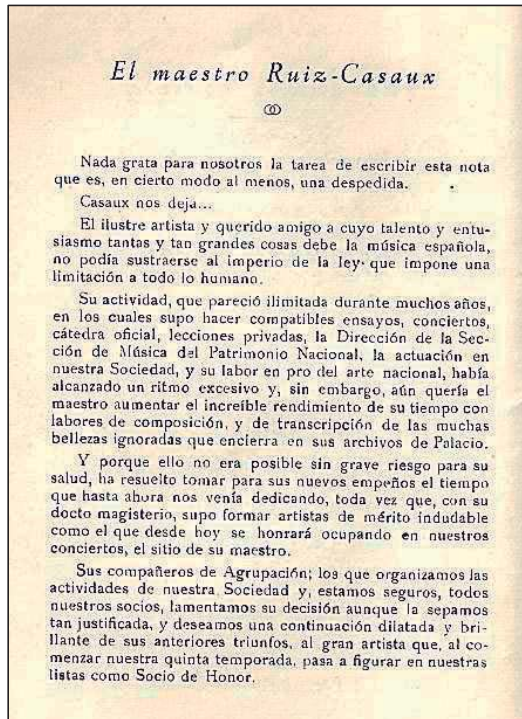 El maestro Ruiz-Casaux
Nada grata para nosotros la tarea de escribir esta nota
que es, en cierto modo al menos, una despedida.
Casaux nos deja...
El ilustre artista y querido amigo a cuyo talento y entu-
siasmo tantas y tan grandes cosas debe la música española,
no podía sustraerse al imperio de la ley que impone una
limitación a todo lo humano.
Su actividad, que pareció ilimitada durante muchos años,
en los cuales supo hacer compatibles ensayos, conciertos,
cátedra oficial, lecciones privadas, la Dirección de la Sec-
ción de Música del Patrimonio Nacional, la actuación en
nuestra Sociedad, y su labor en pro del arte nacional, había
alcanzado un ritmo excesivo y, sin embargo, aún quería el
maestro aumentar el increíble rendimiento de su tiempo con
labores de composición, y de transcripción de las muchas
bellezas ignoradas que encierra en sus archivos de Palacio.
Y porque ello no era posible sin grave riesgo para su
salud, ha resuelto tomar para sus nuevos empeños el tiempo
que hasta ahora nos venía dedicando, toda vez que, con su
docto magisterio, supo formar artistas de mérito indudable
como el que desde hoy se honrará ocupando en nuestros
conciertos, el sitio de su maestro.
Sus compañeros de Agrupación; los que organizamos las
actividades de nuestra Sociedad y, estamos seguros, todos
nuestros socios, lamentamos su decisión aunque la sepamos
tan justificada, y deseamos una continuación dilatada y bri-
llante de sus anteriores triunfos, al gran artista que, al co-
menzar nuestra quinta temporada, pasa a figurar en nuestras
listas como Socio de Honor.